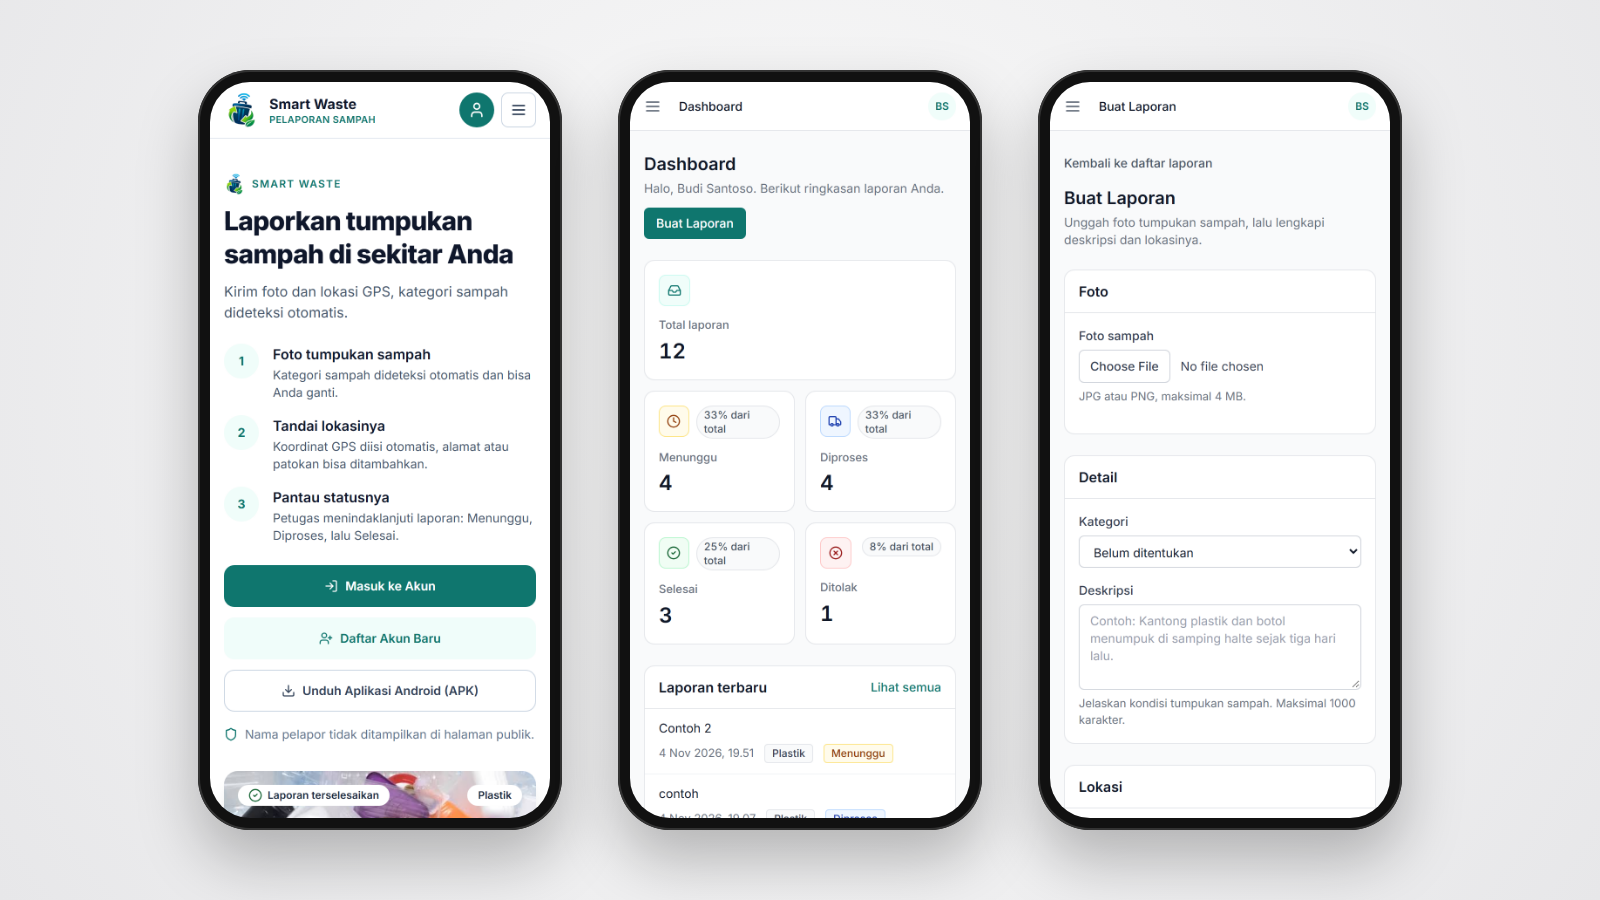 Smart Waste
PELAPORAN SAMPAH
SMART WASTE
Laporkan tumpukan
sampah di sekitar Anda
Kirim foto dan lokasi GPS, kategori sampah
dideteksi otomatis.
1
Foto tumpukan sampah
Kategori sampah dideteksi otomatis dan bisa
Anda ganti.
2
Tandai lokasinya
Koordinat GPS diisi otomatis, alamat atau
patokan bisa ditambahkan.
3
Pantau statusnya
Petugas menindaklanjuti laporan: Menunggu,
Diproses, lalu Selesai.
Masuk ke Akun
Daftar Akun Baru
Unduh Aplikasi Android (APK)
Nama pelapor tidak ditampilkan di halaman publik.
Laporan terselesaikan
Plastik
Dashboard
BS
Dashboard
Halo, Budi Santoso. Berikut ringkasan laporan Anda.
Buat Laporan
Total laporan
12
33% dari
total
Menunggu
4
33% dari
total
Diproses
4
25% dari
total
Selesai
3
8% dari total
Ditolak
1
Laporan terbaru
Lihat semua
Contoh 2
4 Nov 2026, 19.51
Plastik
Menunggu
contoh
4 Nov 2026, 19.07
Plastik
Diproses
Buat Laporan
BS
Kembali ke daftar laporan
Buat Laporan
Unggah foto tumpukan sampah, lalu lengkapi
deskripsi dan lokasinya.
Foto
Foto sampah
Choose File
No file chosen
JPG atau PNG, maksimal 4 MB.
Detail
Kategori
Belum ditentukan
Deskripsi
Contoh: Kantong plastik dan botol
menumpuk di samping halte sejak tiga hari
lalu.
Jelaskan kondisi tumpukan sampah. Maksimal 1000
karakter.
Lokasi